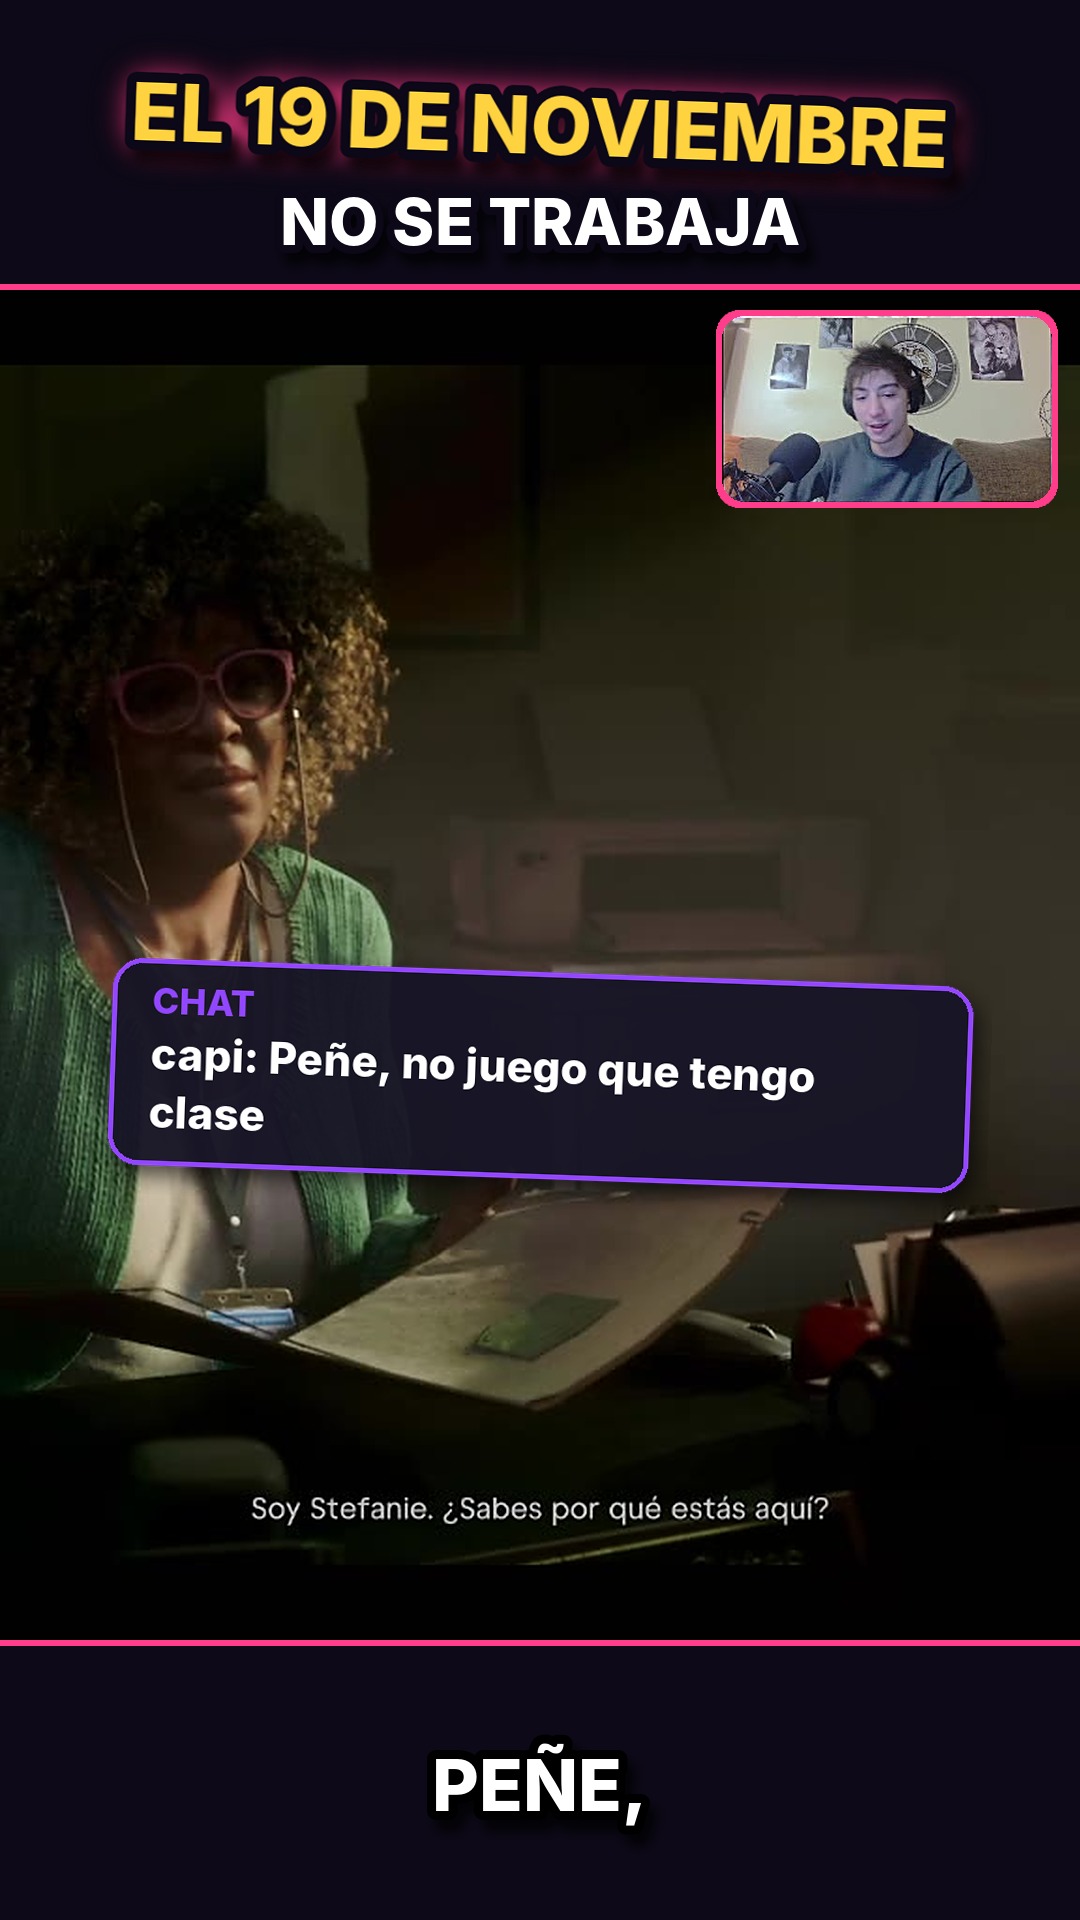 EL 19 DE NOVIEMBRE
NO SE TRABAJA
CHAT
capi: Peñe, no juego que tengo
clase
Soy Stefanie. ¿Sabes por qué estás aquí?
PEÑE,